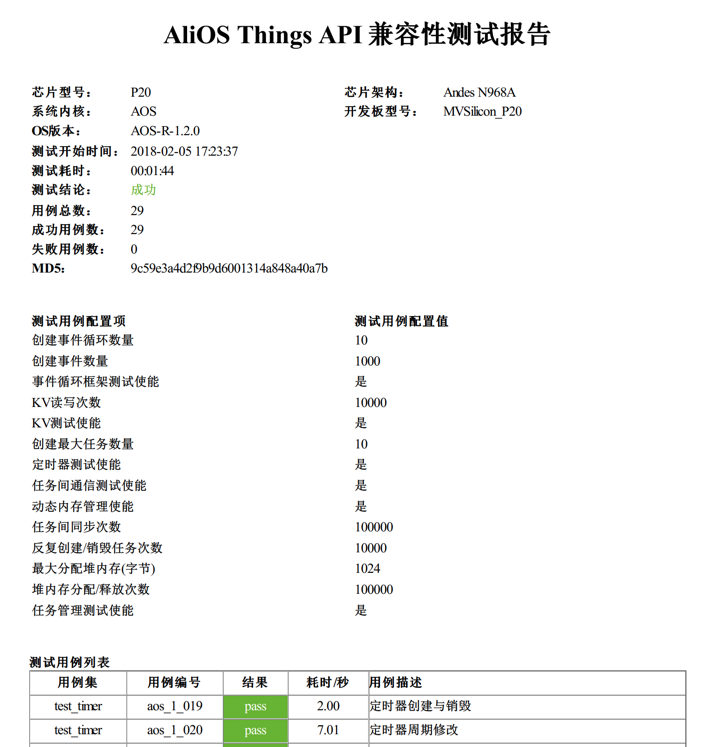 AliOS Things API 兼容性测试报告
芯片型号： P20 芯片架构： Andes N968A
系统内核： AOS 开发板型号： MVSilicon_P20
OS版本： AOS-R-1.2.0
测试开始时间： 2018-02-05 17:23:37
测试耗时： 00:01:44
测试结论： 成功
用例总数： 29
成功用例数： 29
失败用例数： 0
MD5： 9c59e3a4d2f9b9d6001314a848a40a7b
测试用例配置项 测试用例配置值
创建事件循环数量 10
创建事件数量 1000
事件循环框架测试使能 是
KV读写次数 10000
KV测试使能 是
创建最大任务数量 10
定时器测试使能 是
任务间通信测试使能 是
动态内存管理使能 是
任务间同步次数 100000
反复创建/销毁任务次数 10000
最大分配堆内存(字节) 1024
堆内存分配/释放次数 100000
任务管理测试使能 是
测试用例列表
用例集 用例编号 结果 耗时/秒 用例描述
test_timer aos_1_019 pass 2.00 定时器创建与销毁
test_timer aos_1_020 pass 7.01 定时器周期修改